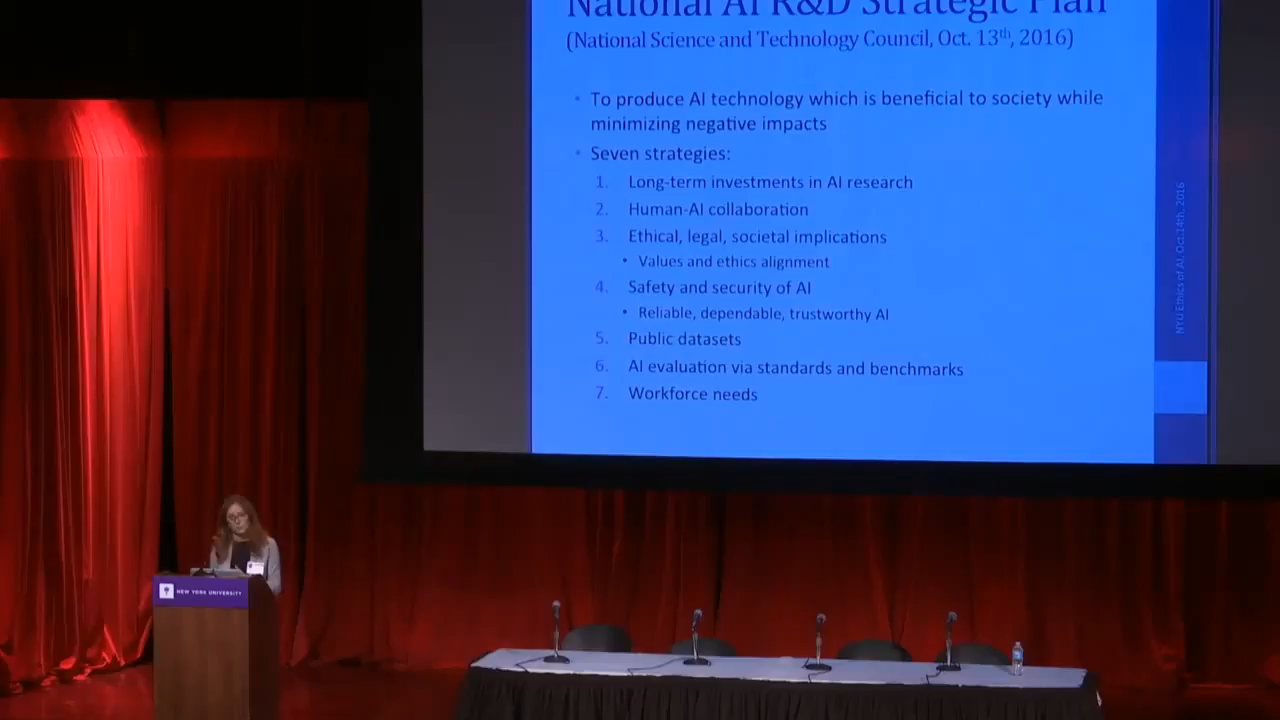 National AI R&D Strategic Plan
(National Science and Technology Council, Oct. 13th, 2016)
To produce AI technology which is beneficial to society while
minimizing negative impacts
Seven strategies:
1. Long-term investments in AI research
2. Human-AI collaboration
3. Ethical, legal, societal implications
• Values and ethics alignment
4. Safety and security of AI
• Reliable, dependable, trustworthy AI
5. Public datasets
6. AI evaluation via standards and benchmarks
7. Workforce needs
NYU Ethics of AI, Oct.14th, 2016
NEW YORK UNIVERSITY